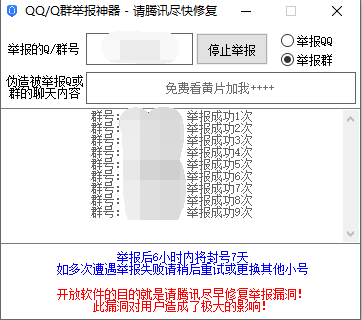 QQ/Q群举报神器 - 请腾讯尽快修复
举报的Q/群号
停止举报
举报QQ
举报群
伪造被举报Q或
群的聊天内容
免费看黄片加我++++
群号: 举报成功1次
群号: 举报成功2次
群号: 举报成功3次
群号: 举报成功4次
群号: 举报成功5次
群号: 举报成功6次
群号: 举报成功7次
群号: 举报成功8次
群号: 举报成功9次
举报后6小时内将封号7天
如多次遭遇举报失败请稍后重试或更换其他小号
开放软件的目的就是请腾讯尽早修复举报漏洞!
此漏洞对用户造成了极大的影响!